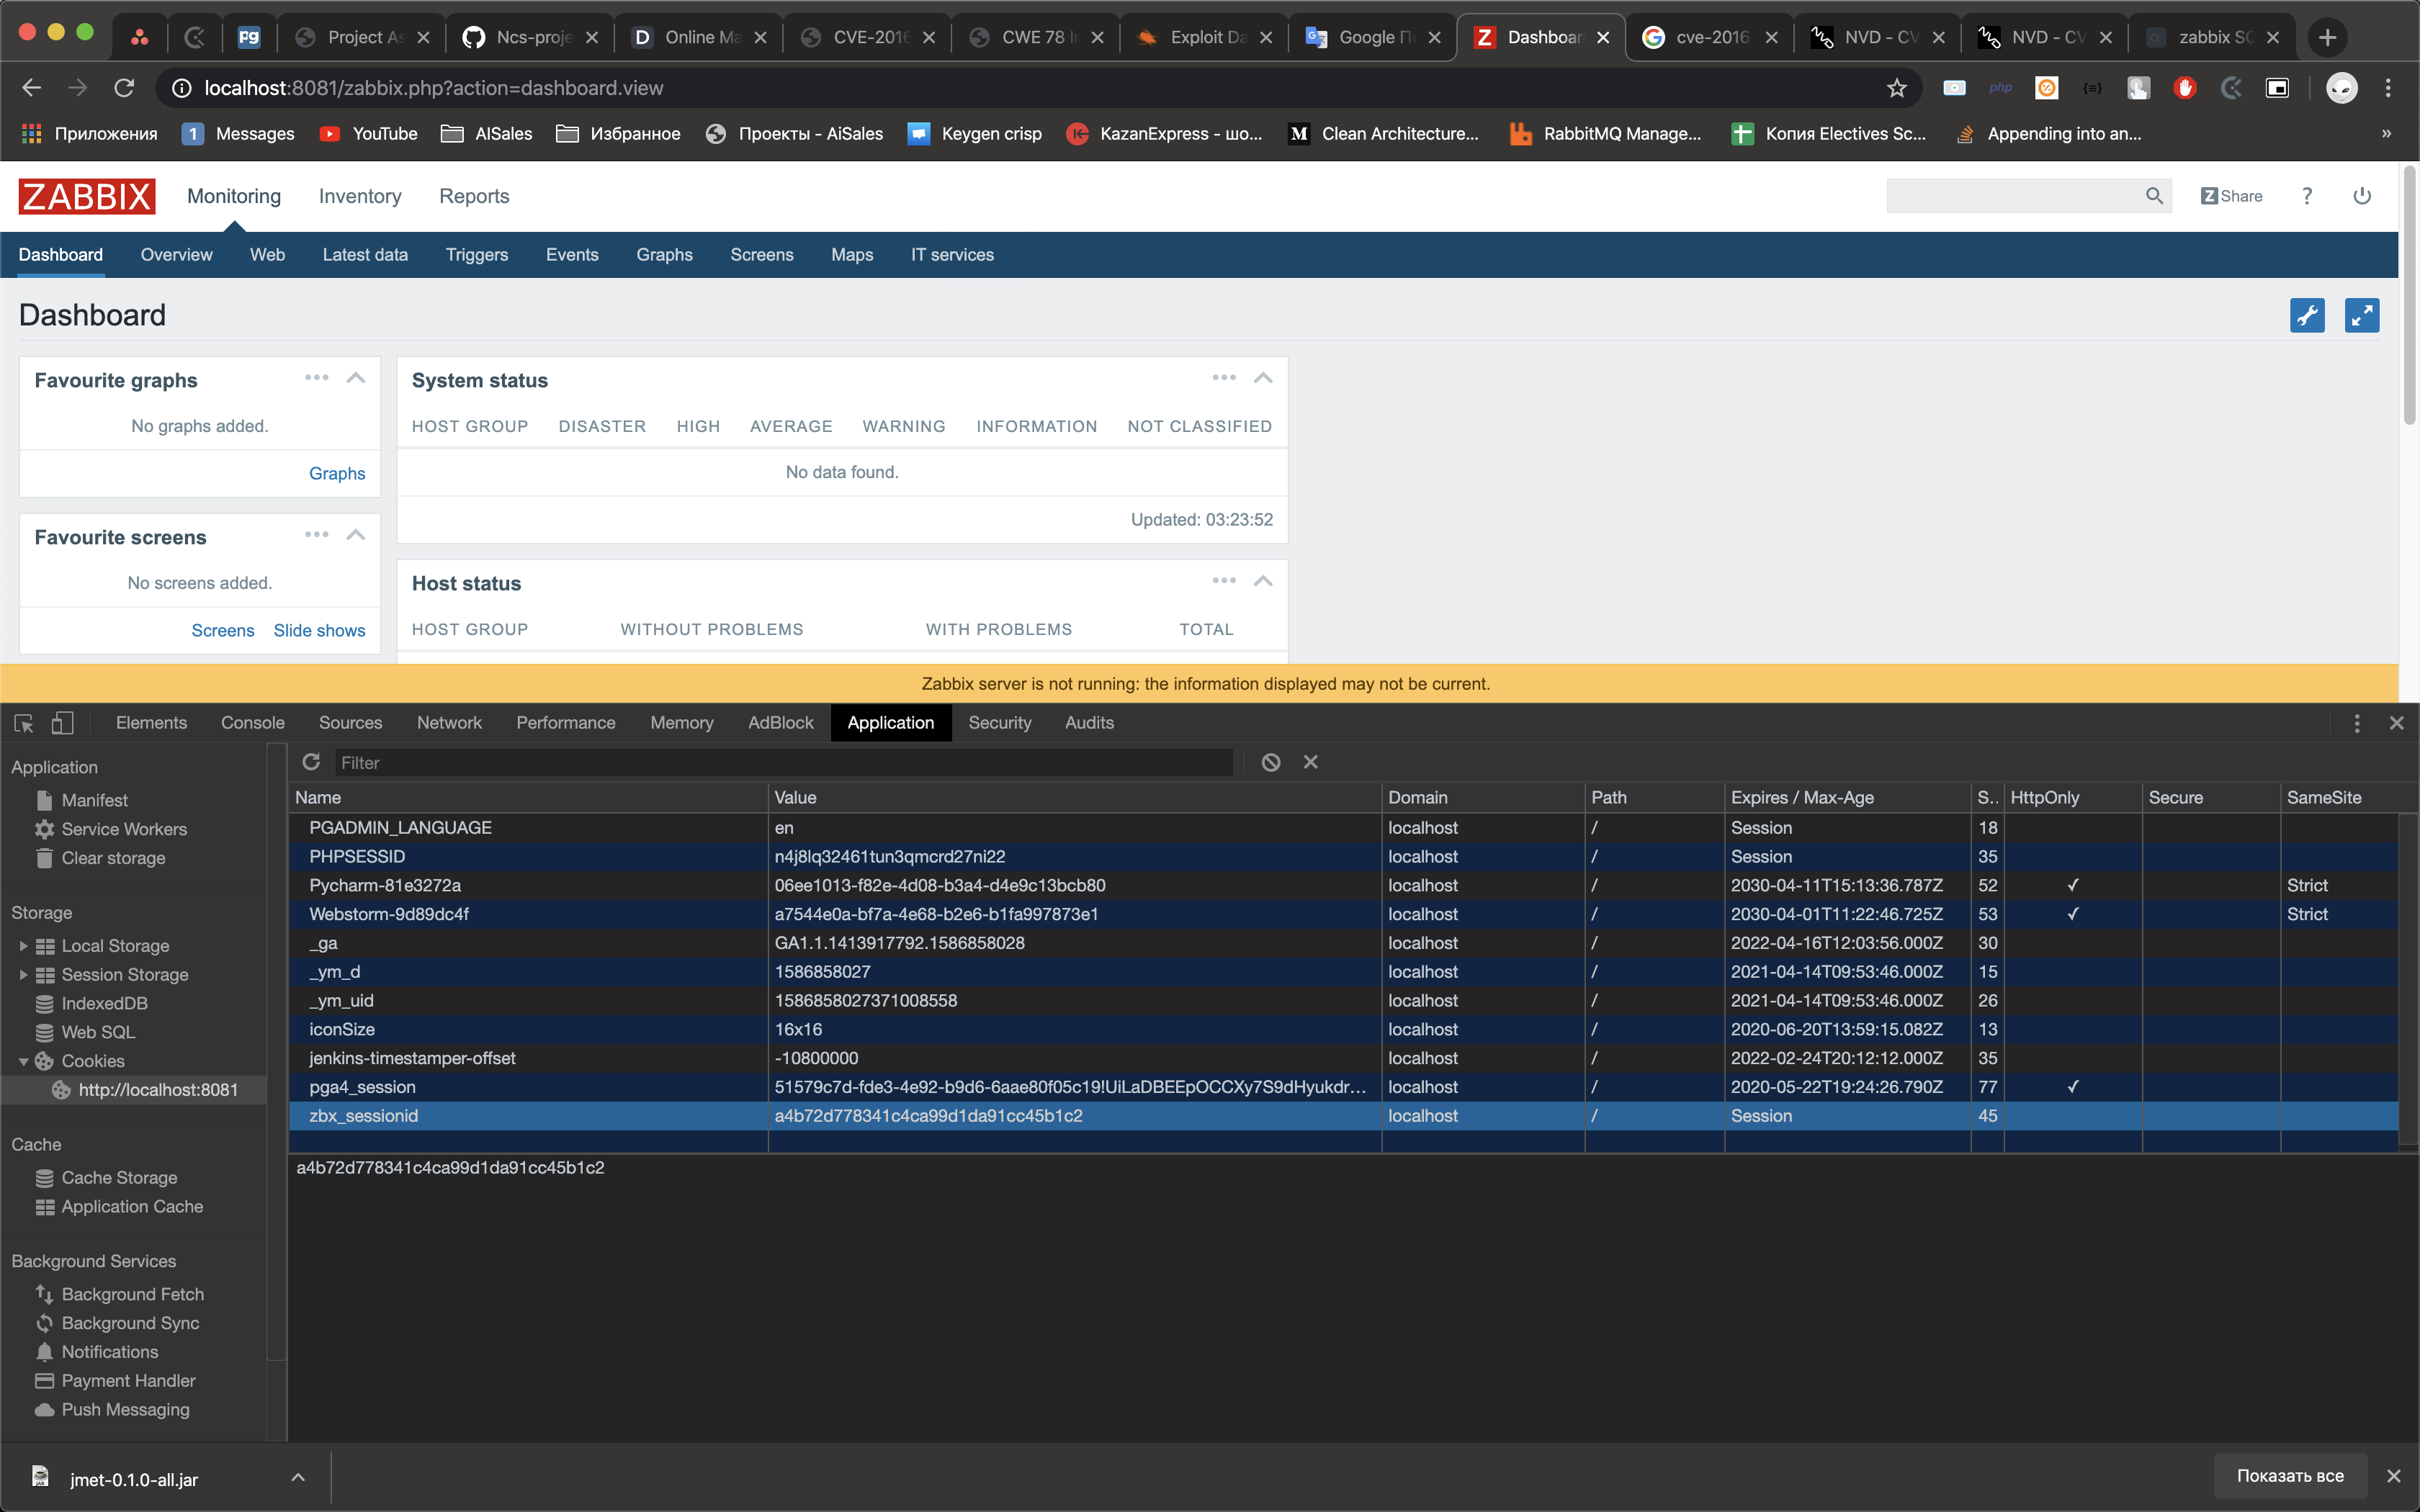 Project As
Ncs-proje
Online Ma
CVE-2016
CWE 78 I
Exploit Da
Google П
Dashboar
cve-2016
NVD - CV
NVD - CV
zabbix SC
localhost:8081/zabbix.php?action=dashboard.view
php
Приложения
1 Messages
YouTube
AISales
Избранное
Проекты - AiSales
Keygen crisp
KazanExpress - шо...
M Clean Architecture...
RabbitMQ Manage...
Копия Electives Sc...
Appending into an...
»
ZABBIX
Monitoring Inventory Reports
Z Share ?
Dashboard Overview Web Latest data Triggers Events Graphs Screens Maps IT services
Dashboard
Favourite graphs
No graphs added.
Graphs
Favourite screens
No screens added.
Screens Slide shows
System status
HOST GROUP DISASTER HIGH AVERAGE WARNING INFORMATION NOT CLASSIFIED
No data found.
Updated: 03:23:52
Host status
HOST GROUP WITHOUT PROBLEMS WITH PROBLEMS TOTAL
Zabbix server is not running: the information displayed may not be current.
Elements Console Sources Network Performance Memory AdBlock Application Security Audits
Application
Manifest
Service Workers
Clear storage
Storage
Local Storage
Session Storage
IndexedDB
Web SQL
Cookies
http://localhost:8081
Cache
Cache Storage
Application Cache
Background Services
Background Fetch
Background Sync
Notifications
Payment Handler
Push Messaging
Filter
Name Value Domain Path Expires / Max-Age S.. HttpOnly Secure SameSite
PGADMIN_LANGUAGE en localhost / Session 18
PHPSESSID n4j8lq32461tun3qmcrd27ni22 localhost / Session 35
Pycharm-81e3272a 06ee1013-f82e-4d08-b3a4-d4e9c13bcb80 localhost / 2030-04-11T15:13:36.787Z 52 ✓ Strict
Webstorm-9d89dc4f a7544e0a-bf7a-4e68-b2e6-b1fa997873e1 localhost / 2030-04-01T11:22:46.725Z 53 ✓ Strict
_ga GA1.1.1413917792.1586858028 localhost / 2022-04-16T12:03:56.000Z 30
_ym_d 1586858027 localhost / 2021-04-14T09:53:46.000Z 15
_ym_uid 1586858027371008558 localhost / 2021-04-14T09:53:46.000Z 26
iconSize 16x16 localhost / 2020-06-20T13:59:15.082Z 13
jenkins-timestamper-offset -10800000 localhost / 2022-02-24T20:12:12.000Z 35
pga4_session 51579c7d-fde3-4e92-b9d6-6aae80f05c19!UiLaDBEEpOCCXy7S9dHyukdr... localhost / 2020-05-22T19:24:26.790Z 77 ✓
zbx_sessionid a4b72d778341c4ca99d1da91cc45b1c2 localhost / Session 45
a4b72d778341c4ca99d1da91cc45b1c2
jmet-0.1.0-all.jar
Показать все